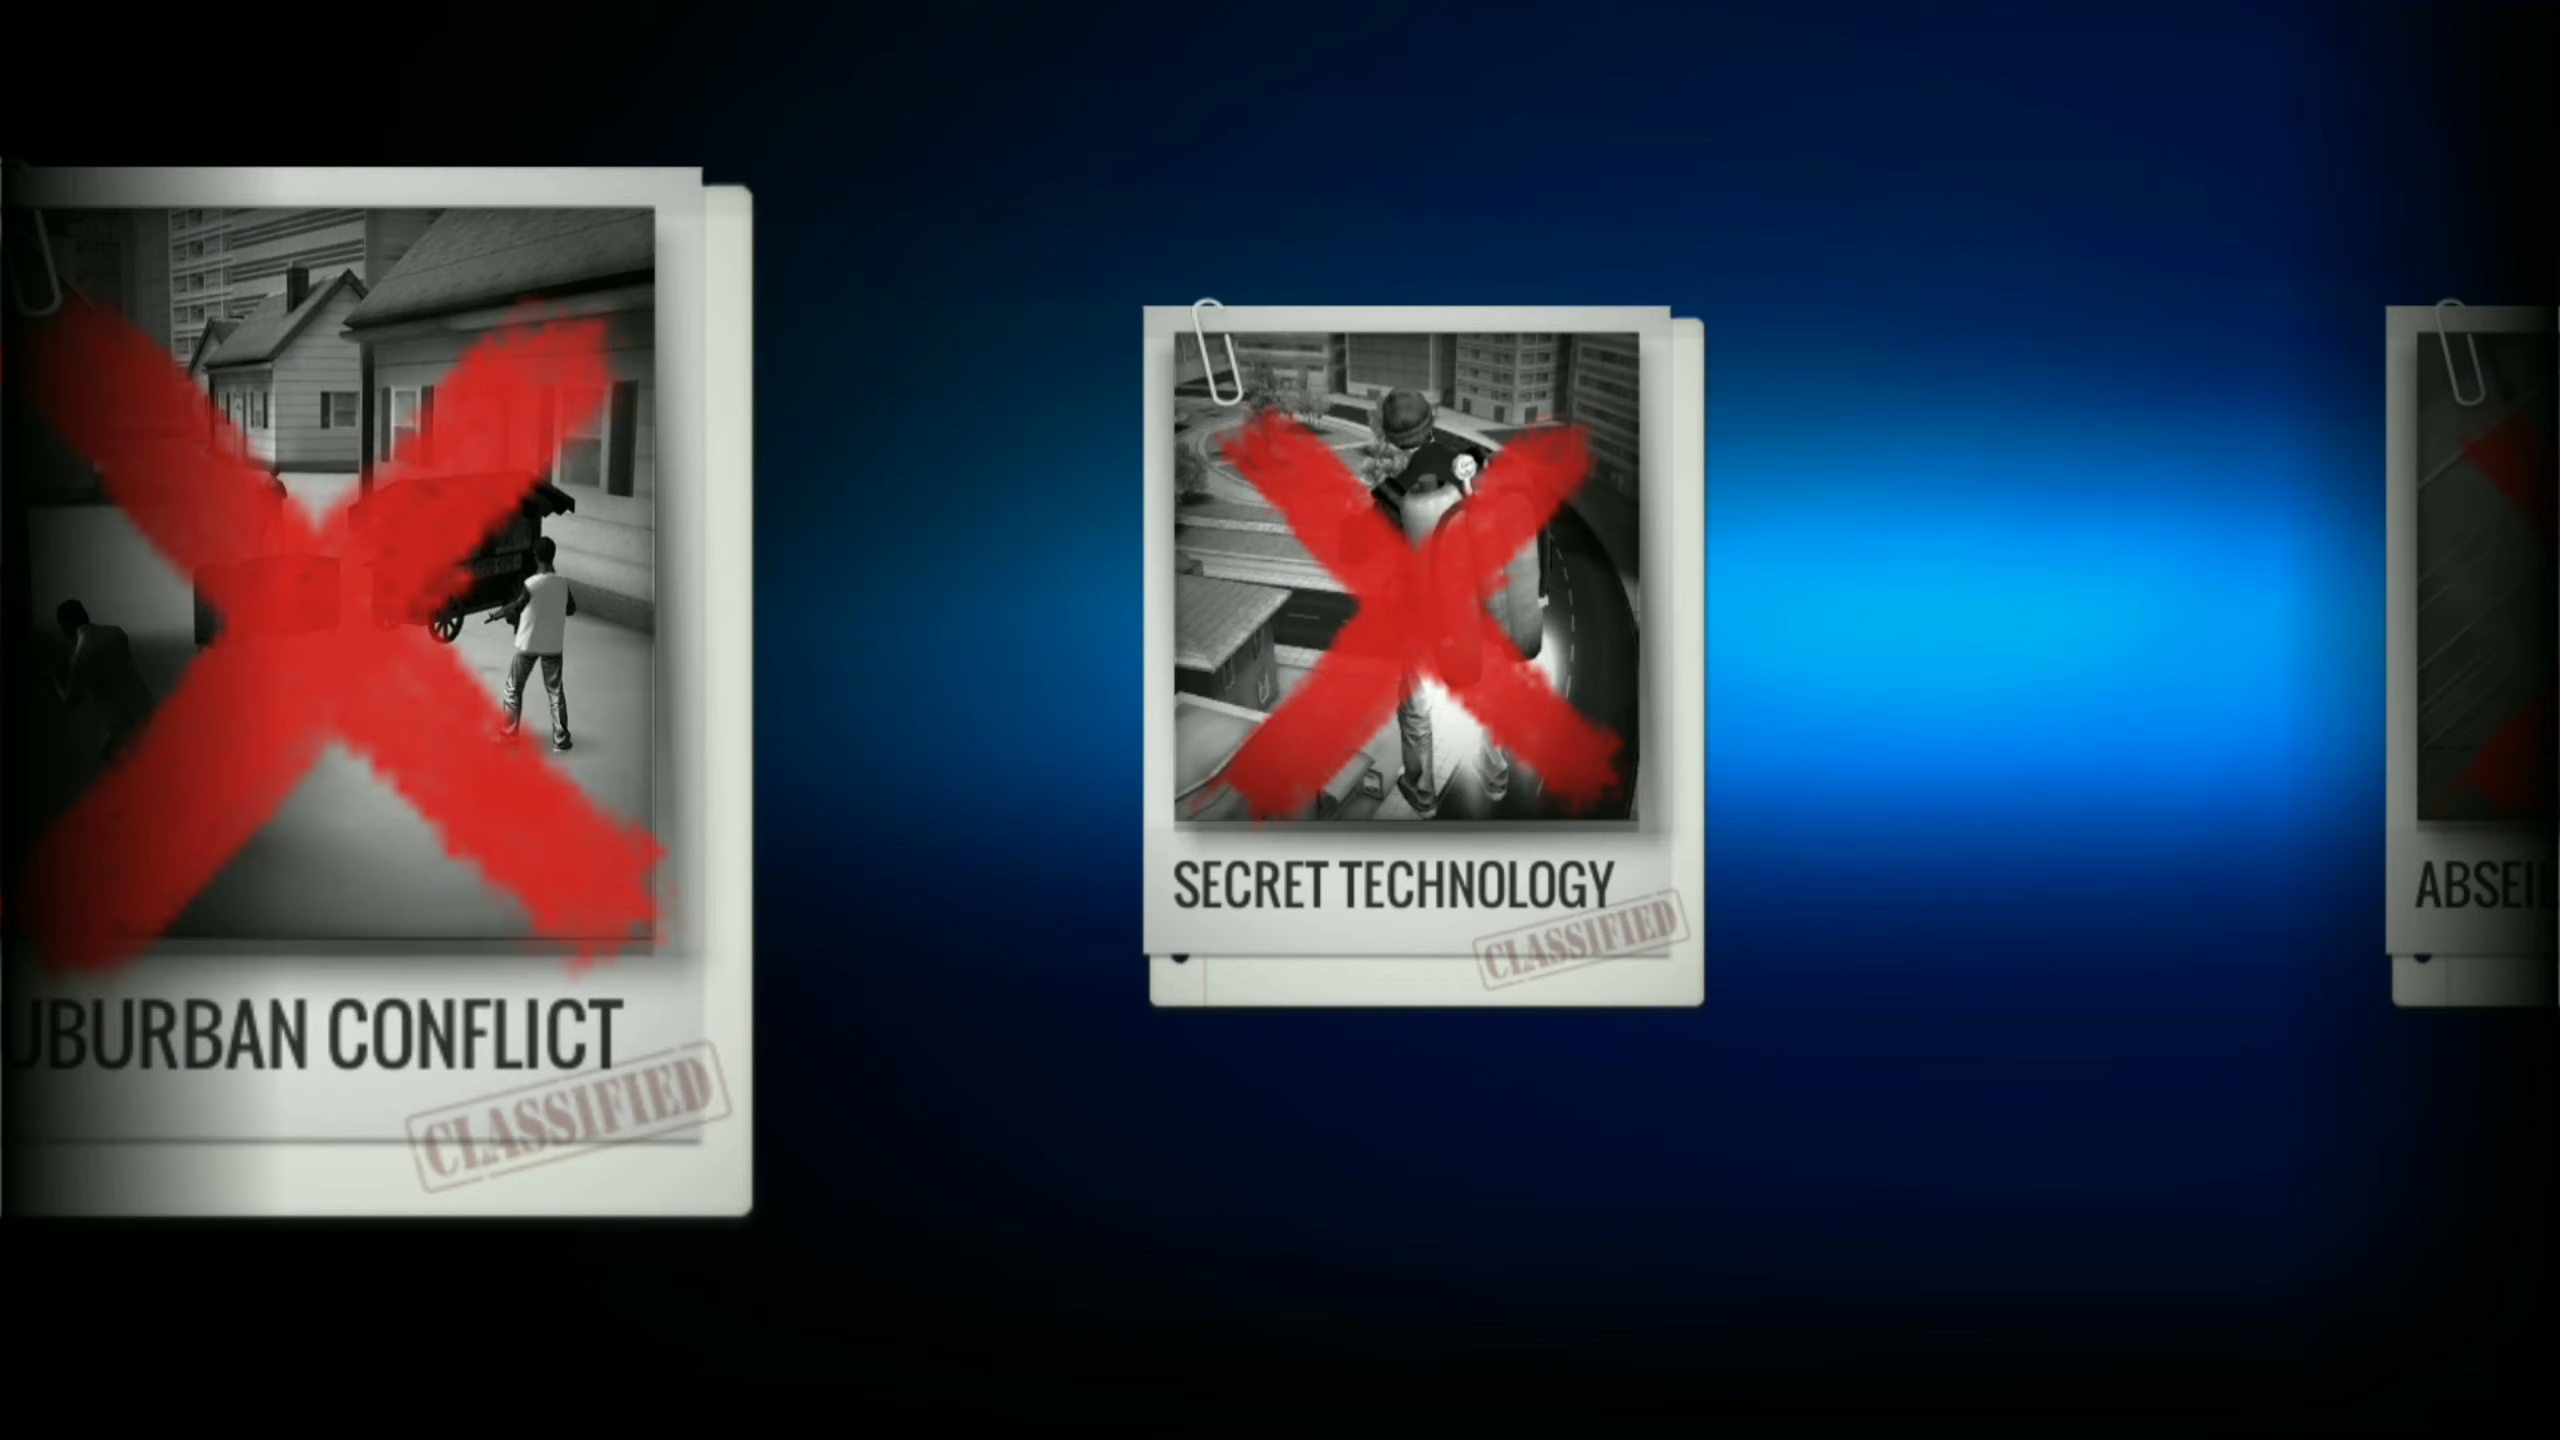 UBURBAN CONFLICT
CLASSIFIED
SECRET TECHNOLOGY
CLASSIFIED
ABSEI